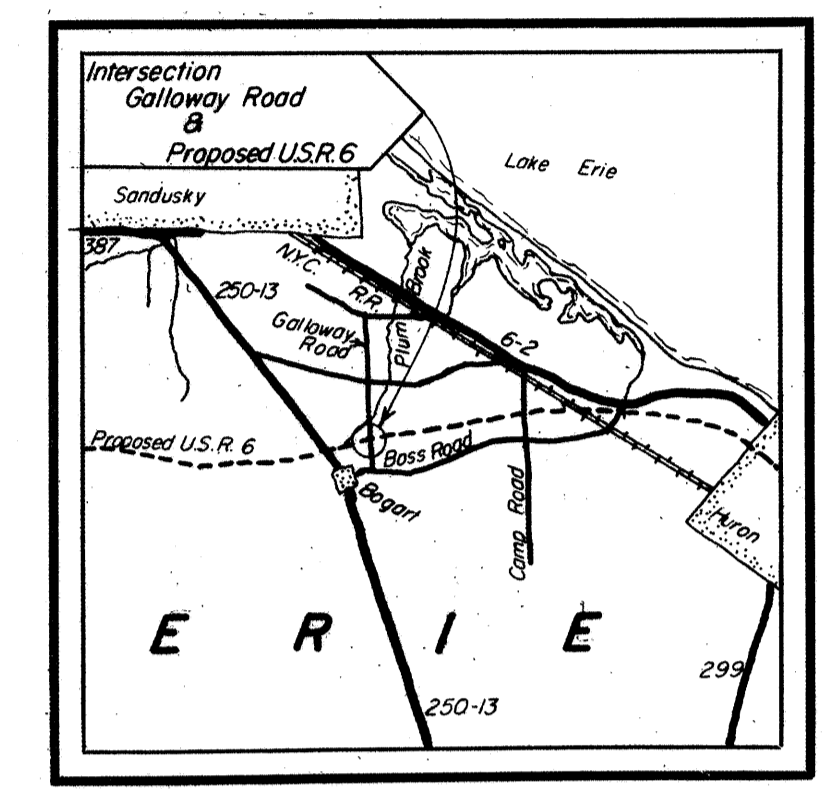 Intersection
Galloway Road
&
Proposed U.S.R. 6
Lake Erie
Sandusky
387
N.Y.C.
R.R.
250-13
Galloway
Road
Plum Brook
6-2
Proposed U.S.R. 6
Boss Road
Bogart
Camp Road
Huron
E R I E
299
250-13